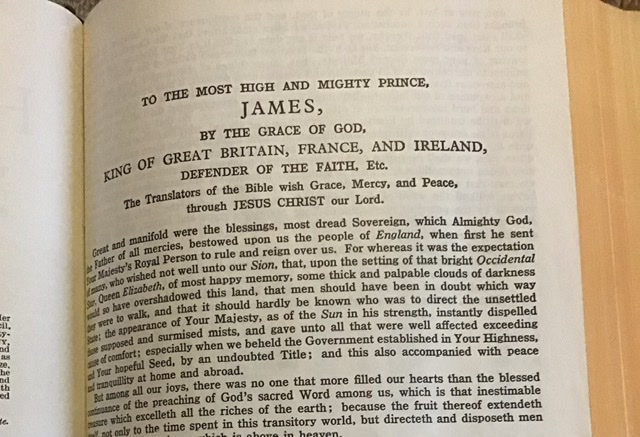 TO THE MOST HIGH AND MIGHTY PRINCE,
JAMES,
BY THE GRACE OF GOD,
KING OF GREAT BRITAIN, FRANCE, AND IRELAND,
DEFENDER OF THE FAITH, Etc.
The Translators of the Bible wish Grace, Mercy, and Peace,
through JESUS CHRIST our Lord.
Great and manifold were the blessings, most dread Sovereign, which Almighty God,
the Father of all mercies, bestowed upon us the people of England, when first he sent
Your Majesty's Royal Person to rule and reign over us. For whereas it was the expectation
of many, who wished not well unto our Sion, that, upon the setting of that bright Occidental
Star, Queen Elizabeth, of most happy memory, some thick and palpable clouds of darkness
would so have overshadowed this land, that men should have been in doubt which way
they were to walk, and that it should hardly be known who was to direct the unsettled
State; the appearance of Your Majesty, as of the Sun in his strength, instantly dispelled
those supposed and surmised mists, and gave unto all that were well affected exceeding
cause of comfort; especially when we beheld the Government established in Your Highness,
and Your hopeful Seed, by an undoubted Title; and this also accompanied with peace
and tranquility at home and abroad.
But among all our joys, there was no one that more filled our hearts than the blessed
continuance of the preaching of God's sacred Word among us, which is that inestimable
treasure which excelleth all the riches of the earth; because the fruit thereof extendeth
itself, not only to the time spent in this transitory world, but directeth and disposeth men
which is above in heaven.